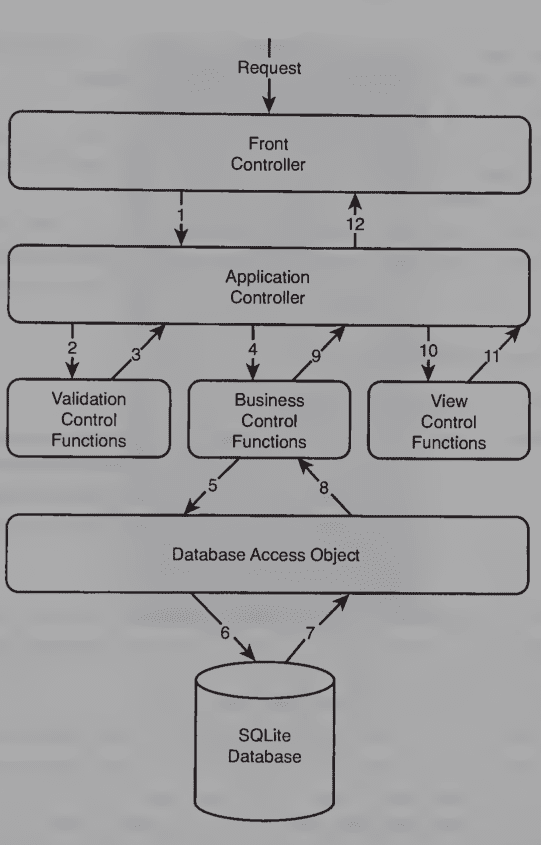 Request
Front
Controller
1
12
Application
Controller
2
3
4
9
10
11
Validation
Control
Functions
Business
Control
Functions
View
Control
Functions
5
8
Database Access Object
6
7
SQLite
Database